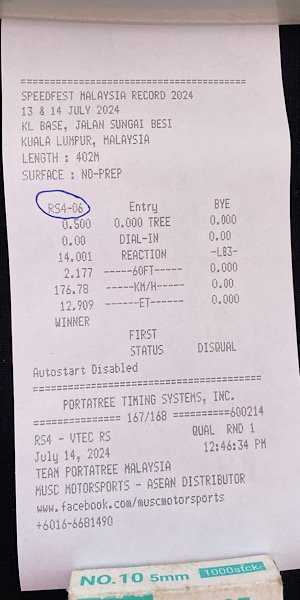 ==========================================
SPEEDFEST MALAYSIA RECORD 2024
13 & 14 JULY 2024
KL BASE, JALAN SUNGAI BESI
KUALA LUMPUR, MALAYSIA
LENGTH : 402M
SURFACE : NO-PREP
RS4-06 Entry BYE
0.500 0.000 TREE 0.000
0.00 DIAL-IN 0.00
14.001 REACTION -LB3-
2.177 ------60FT------ 0.000
176.78 ------KM/H------ 0.00
12.909 -------ET------- 0.000
WINNER
FIRST
STATUS DISQUAL
Autostart Disabled
==========================================
PORTATREE TIMING SYSTEMS, INC.
=============== 167/168 ==========600214
RS4 - VTEC RS QUAL RND 1
July 14, 2024 12:46:34 PM
TEAM PORTATREE MALAYSIA
MUSC MOTORSPORTS - ASEAN DISTRIBUTOR
www.facebook.com/muscmotorsports
+6016-6681490
NO.10 5mm 1000stck.